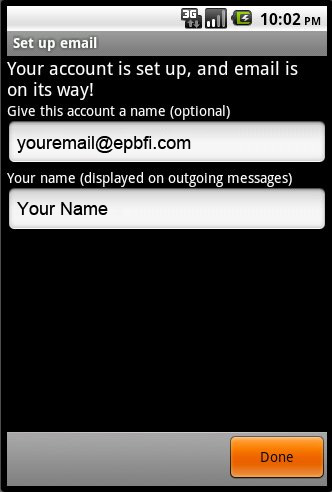 3G 10:02 PM
Set up email
Your account is set up, and email is
on its way!
Give this account a name (optional)
youremail@epbfi.com
Your name (displayed on outgoing messages)
Your Name
Done